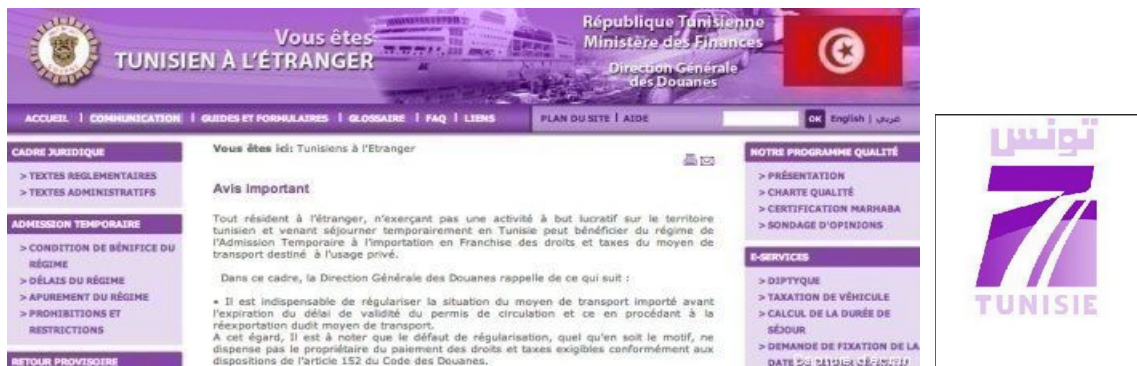 Vous êtes
TUNISIEN À L'ÉTRANGER
République Tunisienne
Ministère des Finances
Direction Générale
des Douanes
ACCUEIL | COMMUNICATION | GUIDES ET FORMULAIRES | GLOSSAIRE | FAQ | LIENS
PLAN DU SITE | AIDE
OK English | عربي
CADRE JURIDIQUE
> TEXTES REGLEMENTAIRES
> TEXTES ADMINISTRATIFS
ADMISSION TEMPORAIRE
> CONDITION DE BÉNIFICE DU
RÉGIME
> DÉLAIS DU RÉGIME
> APUREMENT DU RÉGIME
> PROHIBITIONS ET
RESTRICTIONS
RETOUR PROVISOIRE
Vous êtes ici: Tunisiens à l'Etranger
Avis important
Tout résident à l'étranger, n'exerçant pas une activité à but lucratif sur le territoire
tunisien et venant séjourner temporairement en Tunisie peut bénéficier du régime de
l'Admission Temporaire à l'importation en Franchise des droits et taxes du moyen de
transport destiné à l'usage privé.
Dans ce cadre, la Direction Générale des Douanes rappelle de ce qui suit :
• Il est indispensable de régulariser la situation du moyen de transport importé avant
l'expiration du délai de validité du permis de circulation et ce en procédant à la
réexportation dudit moyen de transport.
A cet égard, Il est à noter que le défaut de régularisation, quel qu'en soit le motif, ne
dispense pas le propriétaire du paiement des droits et taxes exigibles conformément aux
dispositions de l'article 152 du Code des Douanes.
NOTRE PROGRAMME QUALITÉ
> PRÉSENTATION
> CHARTE QUALITÉ
> CERTIFICATION MARHABA
> SONDAGE D'OPINIONS
E-SERVICES
> DIPTYQUE
> TAXATION DE VÉHICULE
> CALCUL DE LA DURÉE DE
SÉJOUR
> DEMANDE DE FIXATION DE LA
DATE
تونس
7
TUNISIE